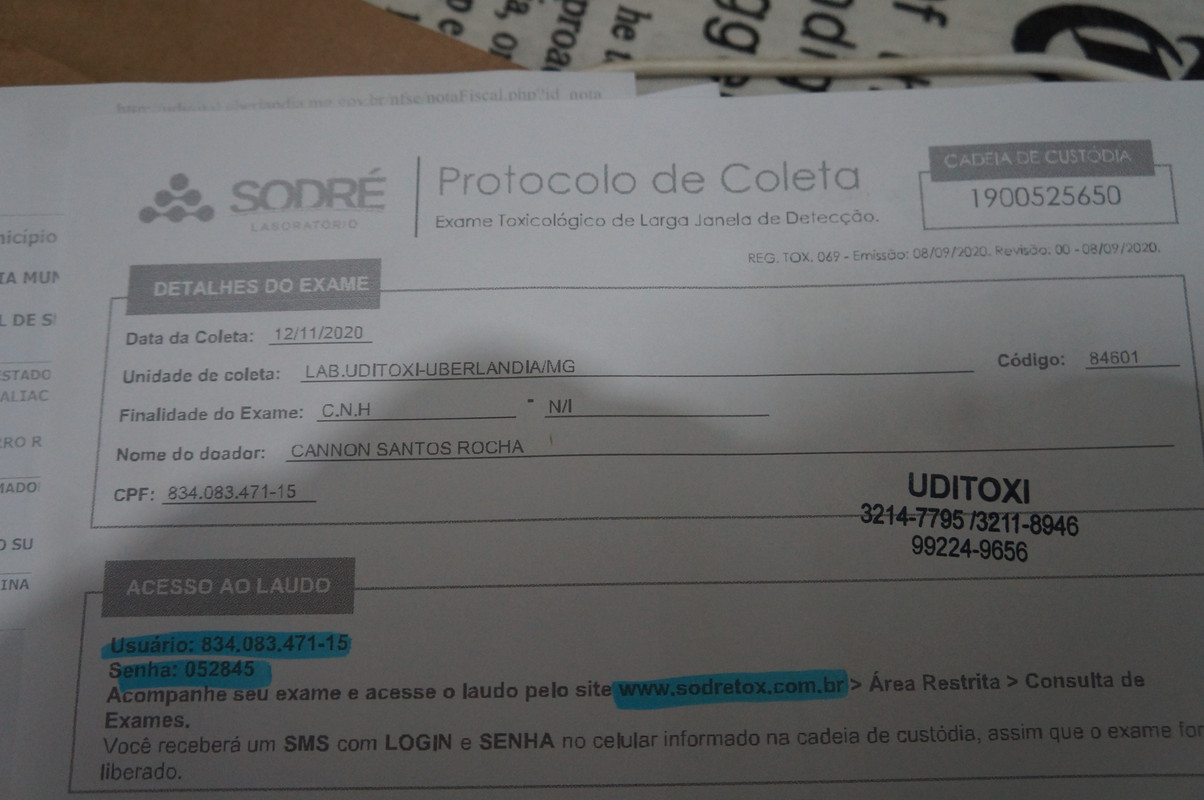 SODRÉ
LABORATÓRIO
Protocolo de Coleta
Exame Toxicológico de Larga Janela de Detecção.
CADEIA DE CUSTÓDIA
1900525650
REG. TOX. 069 - Emissão: 08/09/2020. Revisão: 00 - 08/09/2020.
DETALHES DO EXAME
Data da Coleta: 12/11/2020
Unidade de coleta: LAB.UDITOXI-UBERLANDIA/MG Código: 84601
Finalidade do Exame: C.N.H - N/I
Nome do doador: CANNON SANTOS ROCHA
CPF: 834.083.471-15
UDITOXI
3214-7795 /3211-8946
99224-9656
ACESSO AO LAUDO
Usuário: 834.083.471-15
Senha: 052845
Acompanhe seu exame e acesse o laudo pelo site www.sodretox.com.br > Área Restrita > Consulta de
Exames.
Você receberá um SMS com LOGIN e SENHA no celular informado na cadeia de custódia, assim que o exame for
liberado.